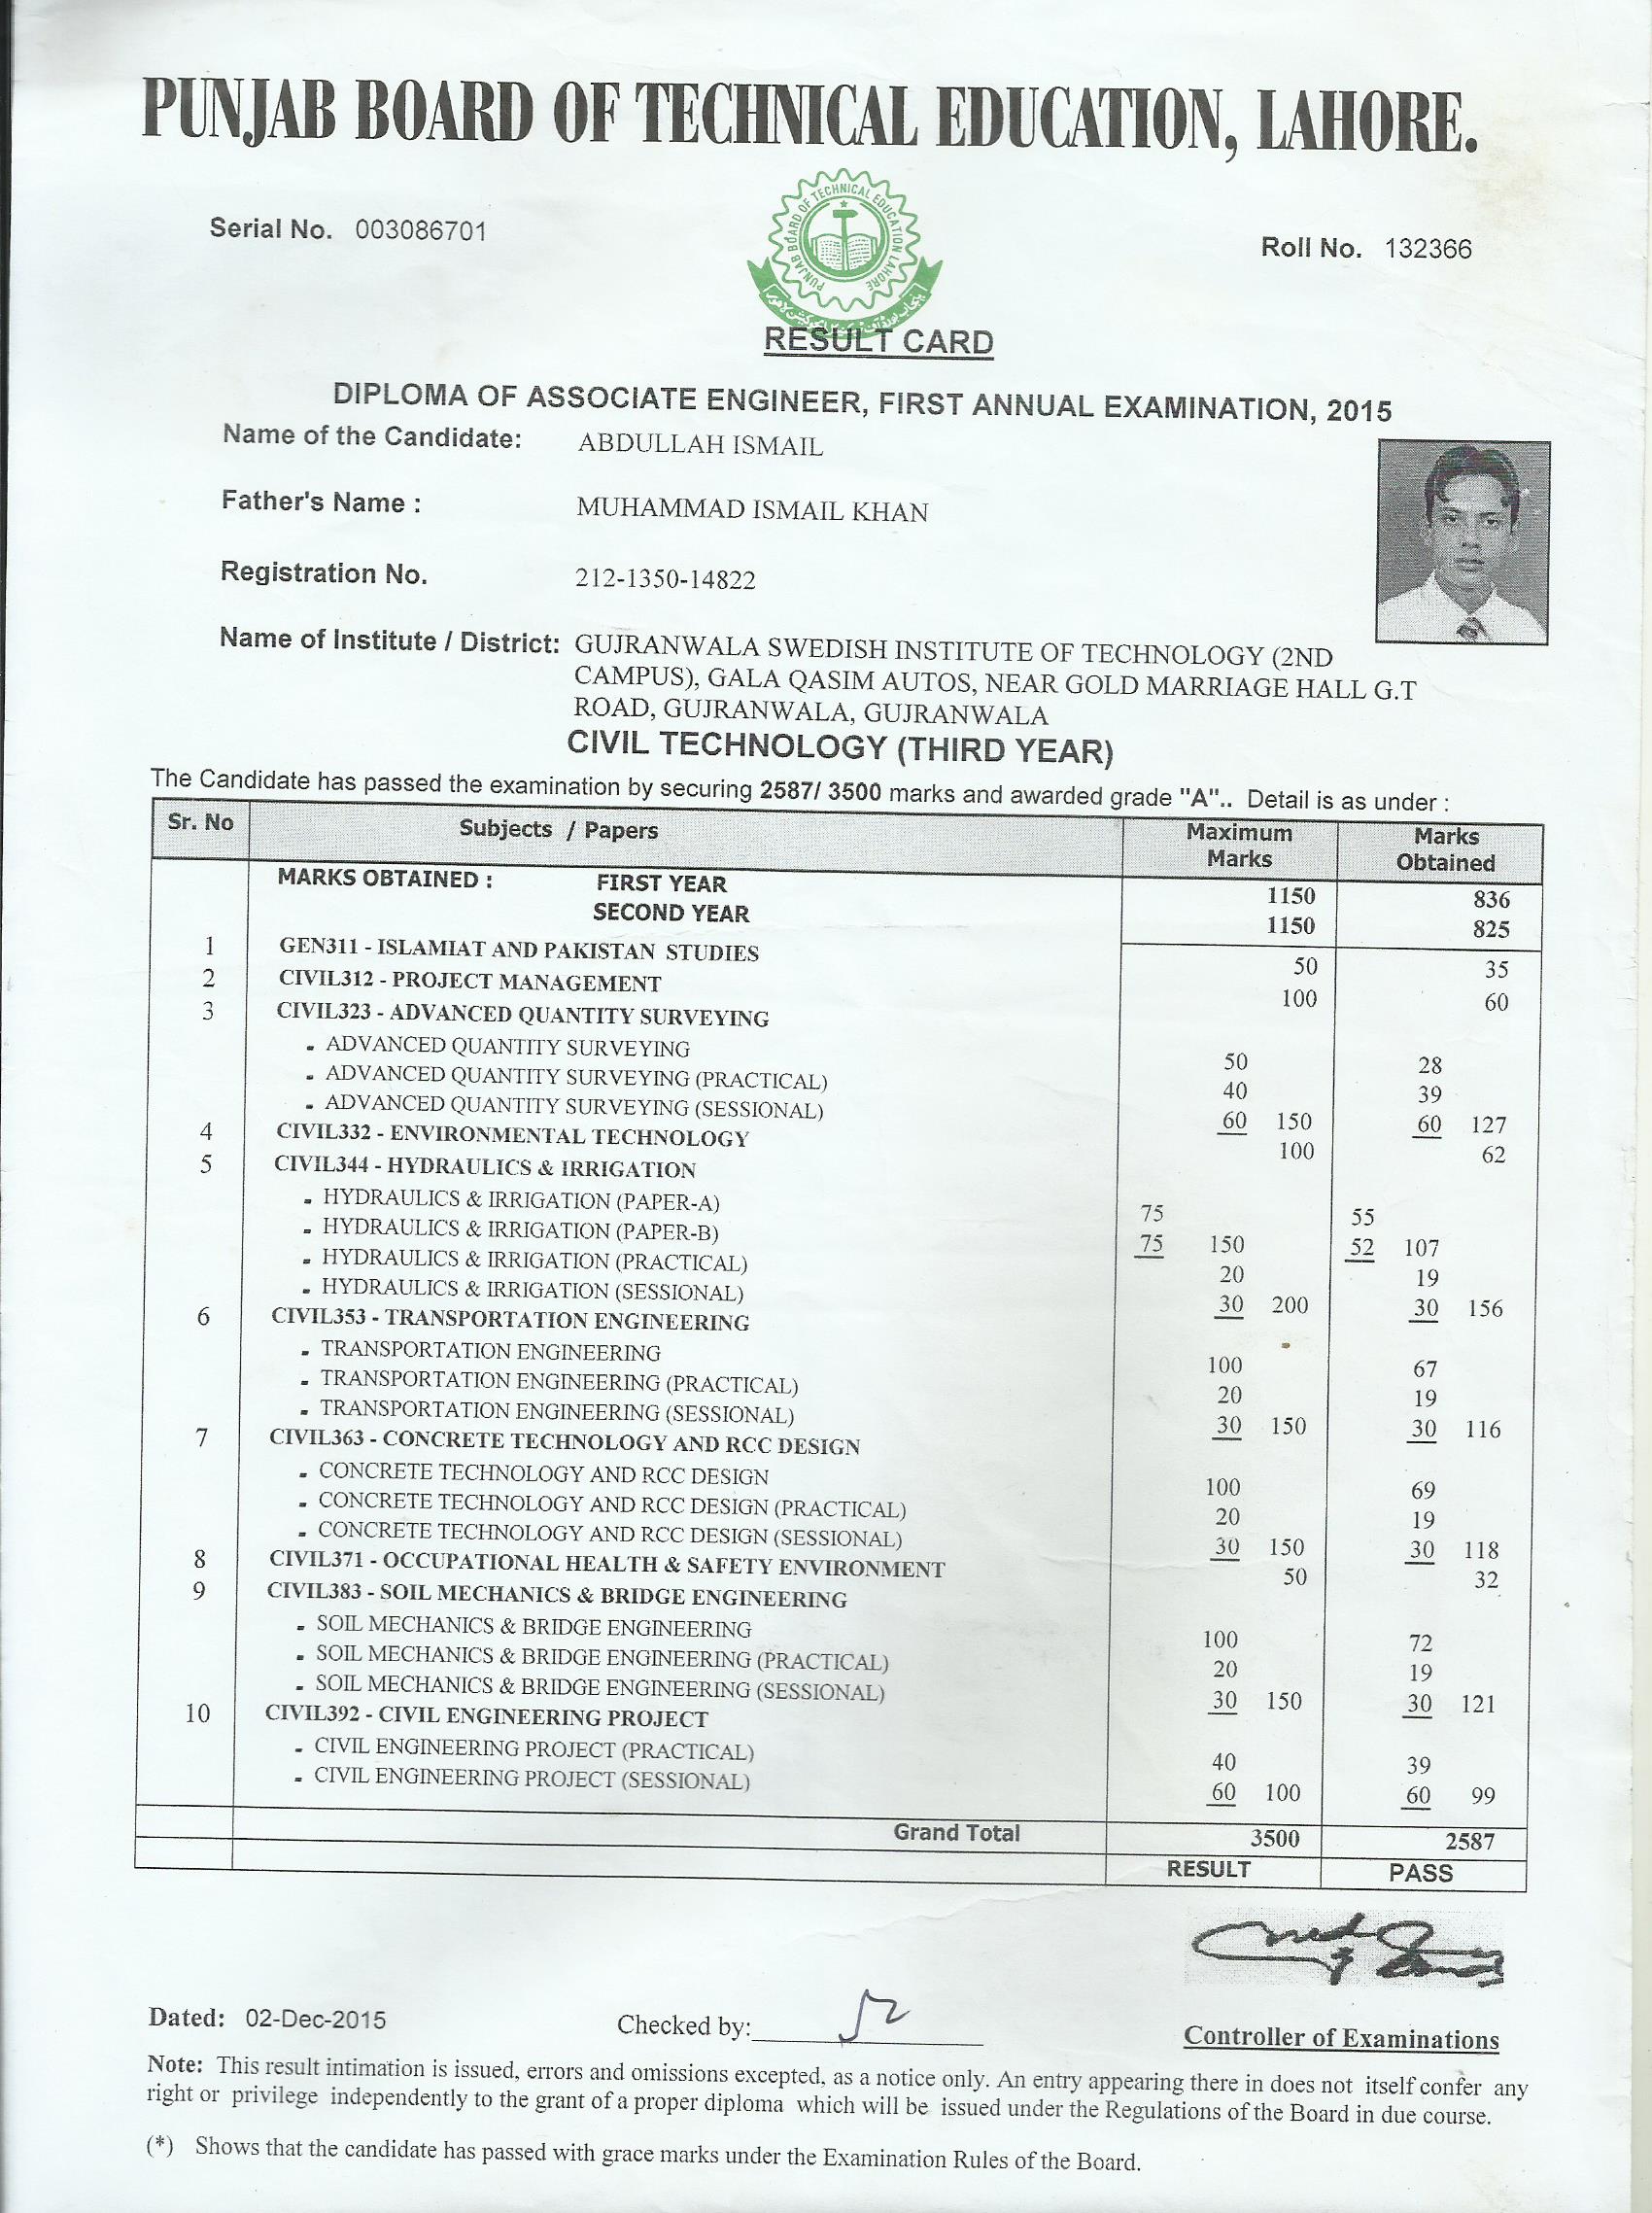 PUNJAB BOARD OF TECHNICAL EDUCATION, LAHORE.
PUNJAB BOARD OF TECHNICAL EDUCATION LAHORE
Serial No. 003086701
Roll No. 132366
RESULT CARD
DIPLOMA OF ASSOCIATE ENGINEER, FIRST ANNUAL EXAMINATION, 2015
Name of the Candidate: ABDULLAH ISMAIL
Father's Name : MUHAMMAD ISMAIL KHAN
Registration No. 212-1350-14822
Name of Institute / District: GUJRANWALA SWEDISH INSTITUTE OF TECHNOLOGY (2ND
CAMPUS), GALA QASIM AUTOS, NEAR GOLD MARRIAGE HALL G.T
ROAD, GUJRANWALA, GUJRANWALA
CIVIL TECHNOLOGY (THIRD YEAR)
The Candidate has passed the examination by securing 2587/ 3500 marks and awarded grade "A".. Detail is as under :
Sr. No Subjects / Papers Maximum Marks Marks Obtained
MARKS OBTAINED : FIRST YEAR 1150 836
SECOND YEAR 1150 825
1 GEN311 - ISLAMIAT AND PAKISTAN STUDIES 50 35
2 CIVIL312 - PROJECT MANAGEMENT 100 60
3 CIVIL323 - ADVANCED QUANTITY SURVEYING
- ADVANCED QUANTITY SURVEYING 50 28
- ADVANCED QUANTITY SURVEYING (PRACTICAL) 40 39
- ADVANCED QUANTITY SURVEYING (SESSIONAL) 60 150 60 127
4 CIVIL332 - ENVIRONMENTAL TECHNOLOGY 100 62
5 CIVIL344 - HYDRAULICS & IRRIGATION
- HYDRAULICS & IRRIGATION (PAPER-A) 75 55
- HYDRAULICS & IRRIGATION (PAPER-B) 75 150 52 107
- HYDRAULICS & IRRIGATION (PRACTICAL) 20 19
- HYDRAULICS & IRRIGATION (SESSIONAL) 30 200 30 156
6 CIVIL353 - TRANSPORTATION ENGINEERING
- TRANSPORTATION ENGINEERING 100 67
- TRANSPORTATION ENGINEERING (PRACTICAL) 20 19
- TRANSPORTATION ENGINEERING (SESSIONAL) 30 150 30 116
7 CIVIL363 - CONCRETE TECHNOLOGY AND RCC DESIGN
- CONCRETE TECHNOLOGY AND RCC DESIGN 100 69
- CONCRETE TECHNOLOGY AND RCC DESIGN (PRACTICAL) 20 19
- CONCRETE TECHNOLOGY AND RCC DESIGN (SESSIONAL) 30 150 30 118
8 CIVIL371 - OCCUPATIONAL HEALTH & SAFETY ENVIRONMENT 50 32
9 CIVIL383 - SOIL MECHANICS & BRIDGE ENGINEERING
- SOIL MECHANICS & BRIDGE ENGINEERING 100 72
- SOIL MECHANICS & BRIDGE ENGINEERING (PRACTICAL) 20 19
- SOIL MECHANICS & BRIDGE ENGINEERING (SESSIONAL) 30 150 30 121
10 CIVIL392 - CIVIL ENGINEERING PROJECT
- CIVIL ENGINEERING PROJECT (PRACTICAL) 40 39
- CIVIL ENGINEERING PROJECT (SESSIONAL) 60 100 60 99
Grand Total 3500 2587
RESULT PASS
Dated: 02-Dec-2015
Checked by:
Controller of Examinations
Note: This result intimation is issued, errors and omissions excepted, as a notice only. An entry appearing there in does not itself confer any
right or privilege independently to the grant of a proper diploma which will be issued under the Regulations of the Board in due course.
(*) Shows that the candidate has passed with grace marks under the Examination Rules of the Board.